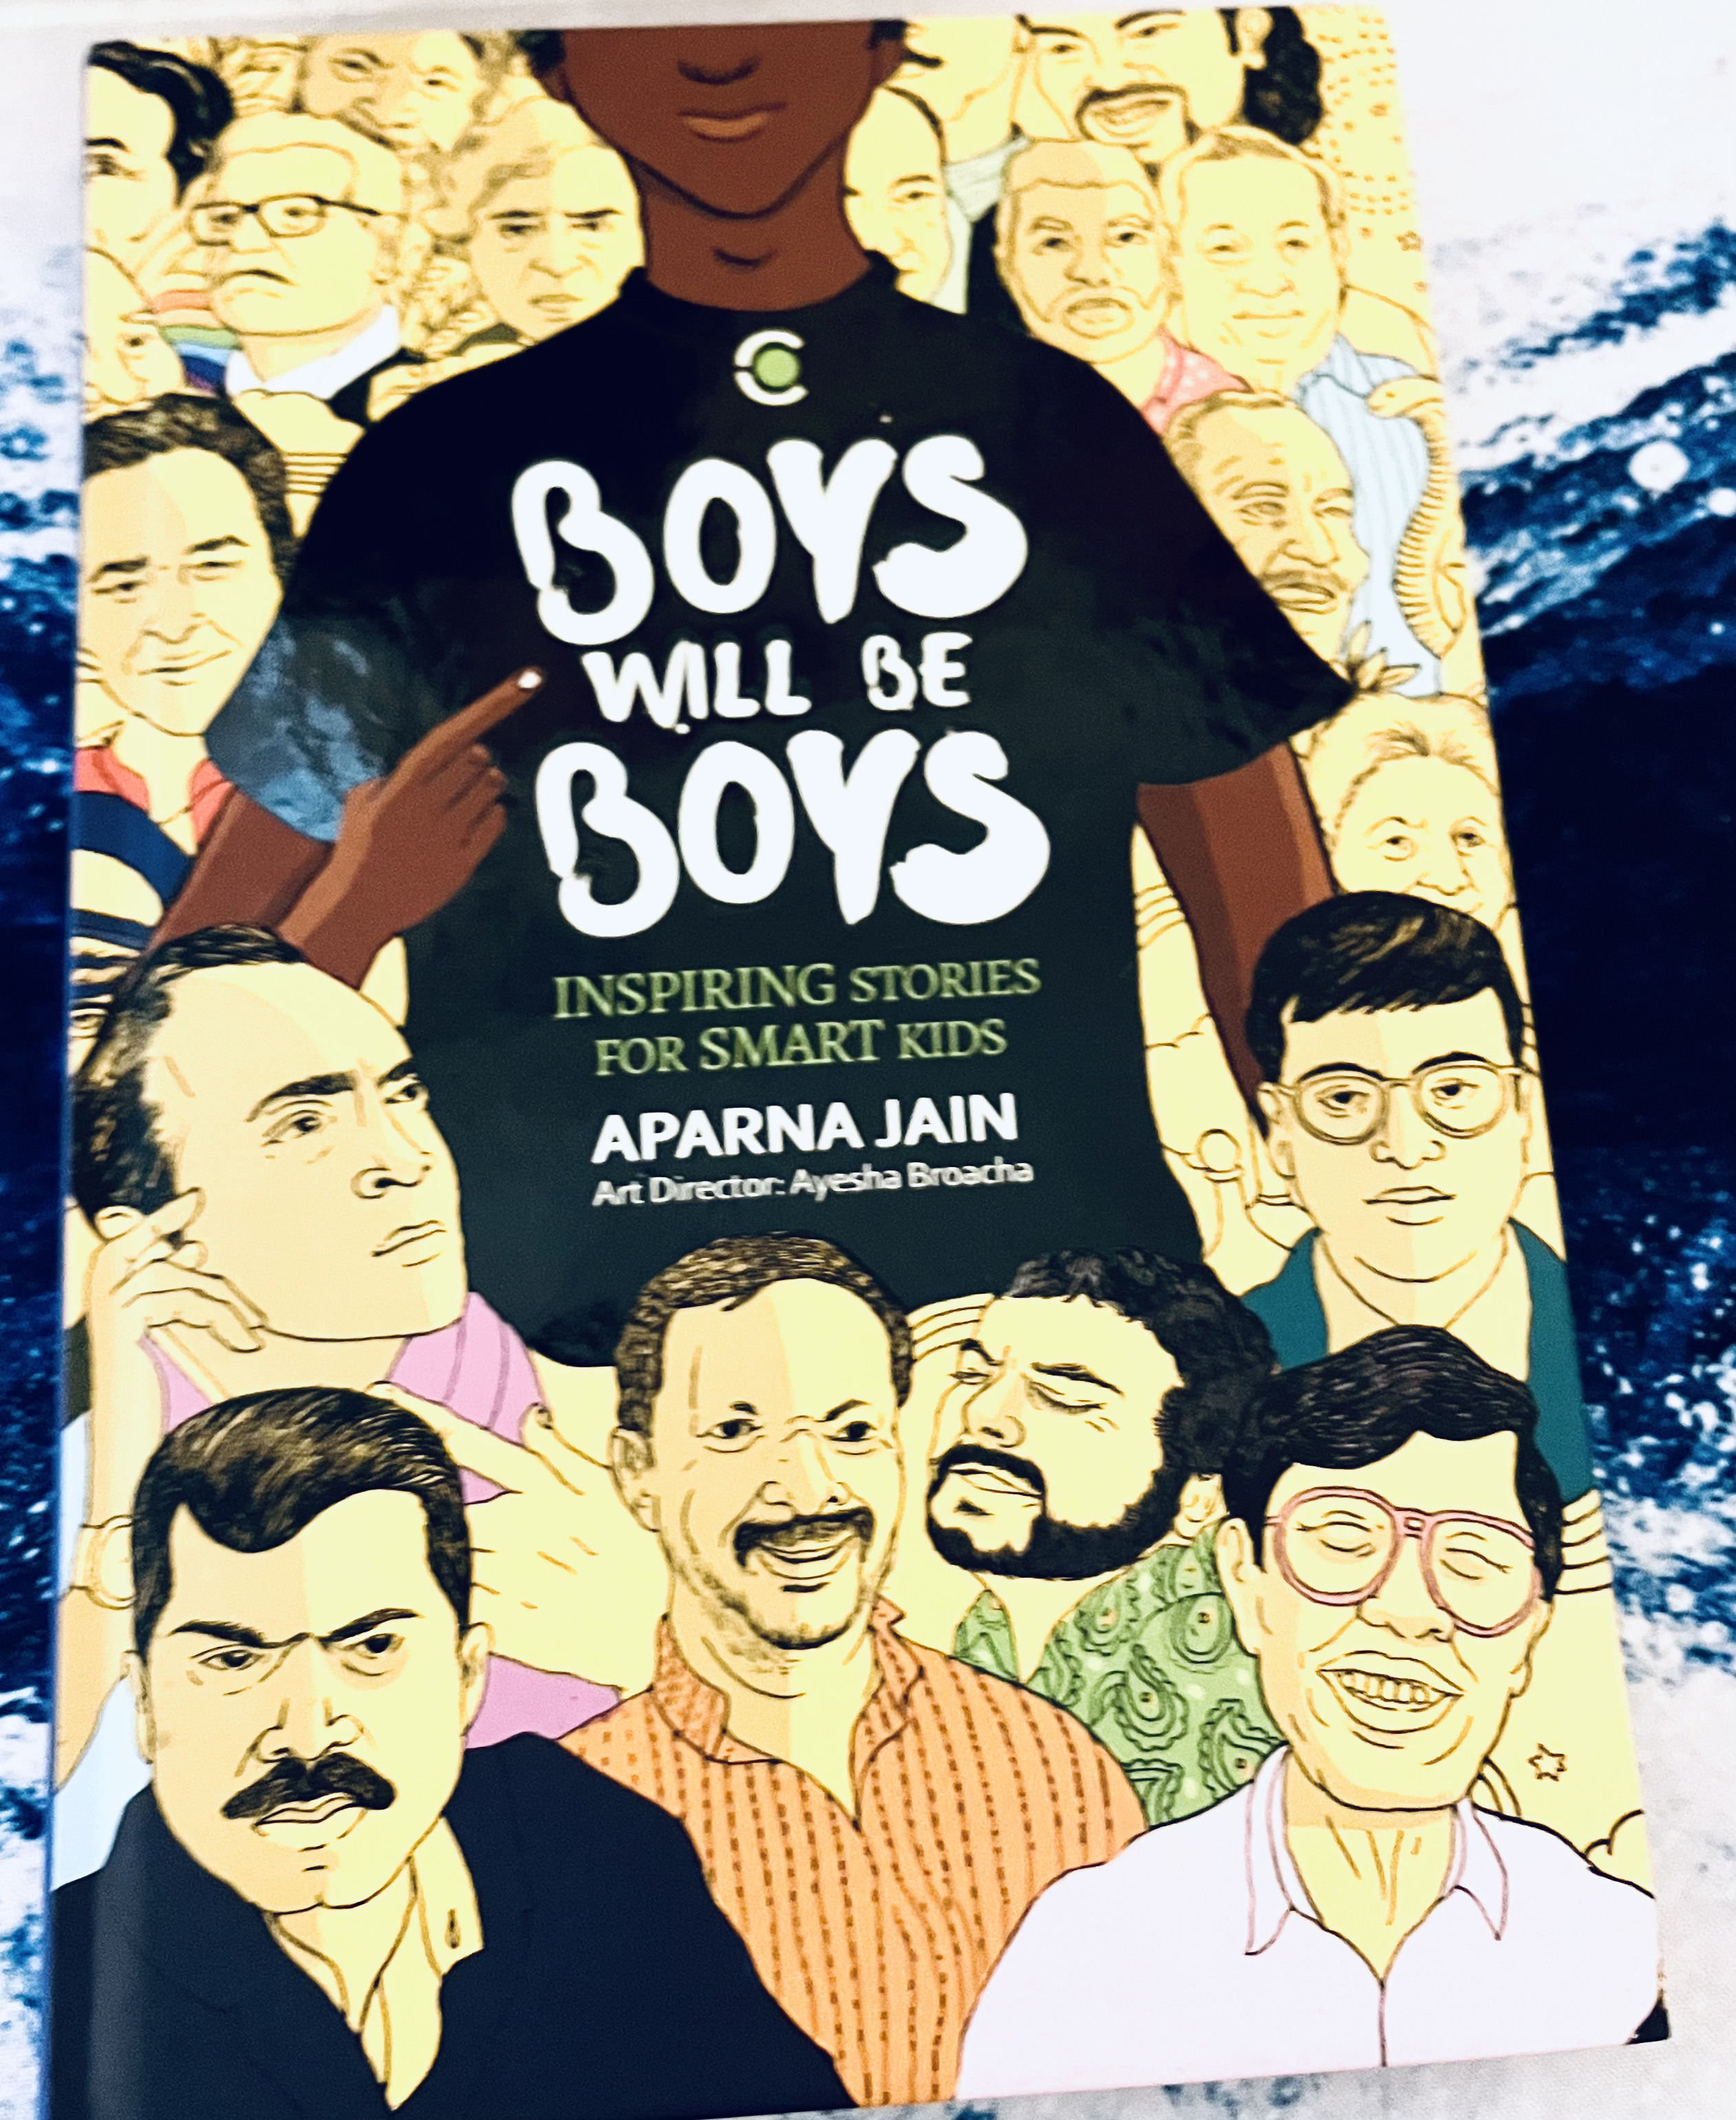 BOYS
WILL BE
BOYS
INSPIRING STORIES
FOR SMART KIDS
APARNA JAIN
Art Director: Ayesha Broacha